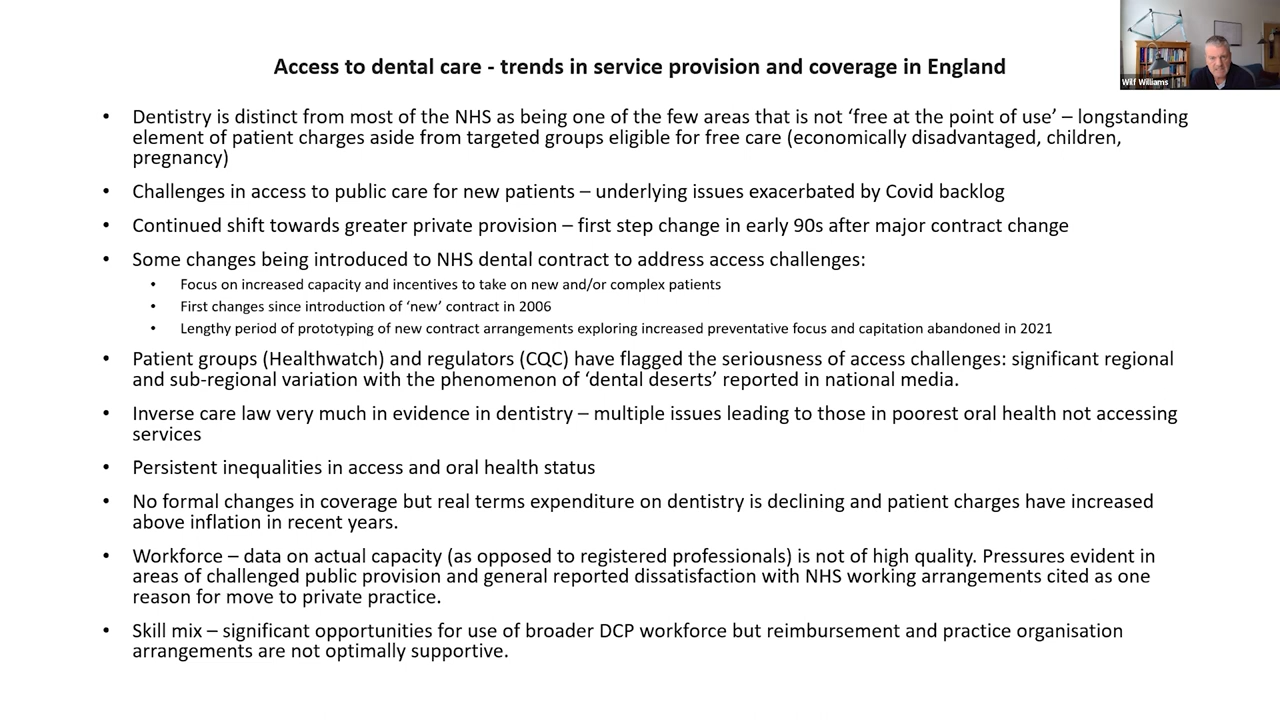 Access to dental care - trends in service provision and coverage in England
Wilf Williams
• Dentistry is distinct from most of the NHS as being one of the few areas that is not ‘free at the point of use’ – longstanding
element of patient charges aside from targeted groups eligible for free care (economically disadvantaged, children,
pregnancy)
• Challenges in access to public care for new patients – underlying issues exacerbated by Covid backlog
• Continued shift towards greater private provision – first step change in early 90s after major contract change
• Some changes being introduced to NHS dental contract to address access challenges:
• Focus on increased capacity and incentives to take on new and/or complex patients
• First changes since introduction of ‘new’ contract in 2006
• Lengthy period of prototyping of new contract arrangements exploring increased preventative focus and capitation abandoned in 2021
• Patient groups (Healthwatch) and regulators (CQC) have flagged the seriousness of access challenges: significant regional
and sub-regional variation with the phenomenon of ‘dental deserts’ reported in national media.
• Inverse care law very much in evidence in dentistry – multiple issues leading to those in poorest oral health not accessing
services
• Persistent inequalities in access and oral health status
• No formal changes in coverage but real terms expenditure on dentistry is declining and patient charges have increased
above inflation in recent years.
• Workforce – data on actual capacity (as opposed to registered professionals) is not of high quality. Pressures evident in
areas of challenged public provision and general reported dissatisfaction with NHS working arrangements cited as one
reason for move to private practice.
• Skill mix – significant opportunities for use of broader DCP workforce but reimbursement and practice organisation
arrangements are not optimally supportive.